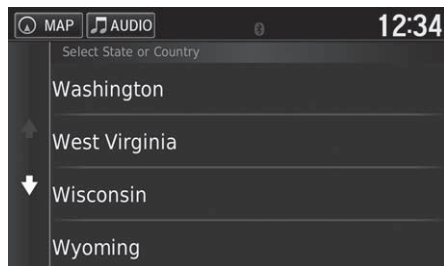 MAP AUDIO 12:34
Select State or Country
Washington
West Virginia
Wisconsin
Wyoming